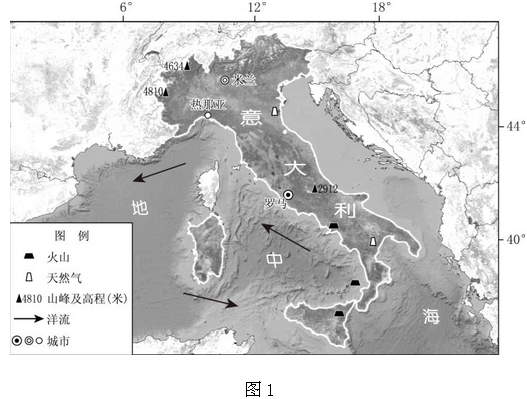 6° 12° 18°
4634
米兰
4810
热那亚
意
44°
大
2912
罗马
利
地
40°
中
海
图 例
火山
天然气
4810 山峰及高程(米)
洋流
城市
图 1